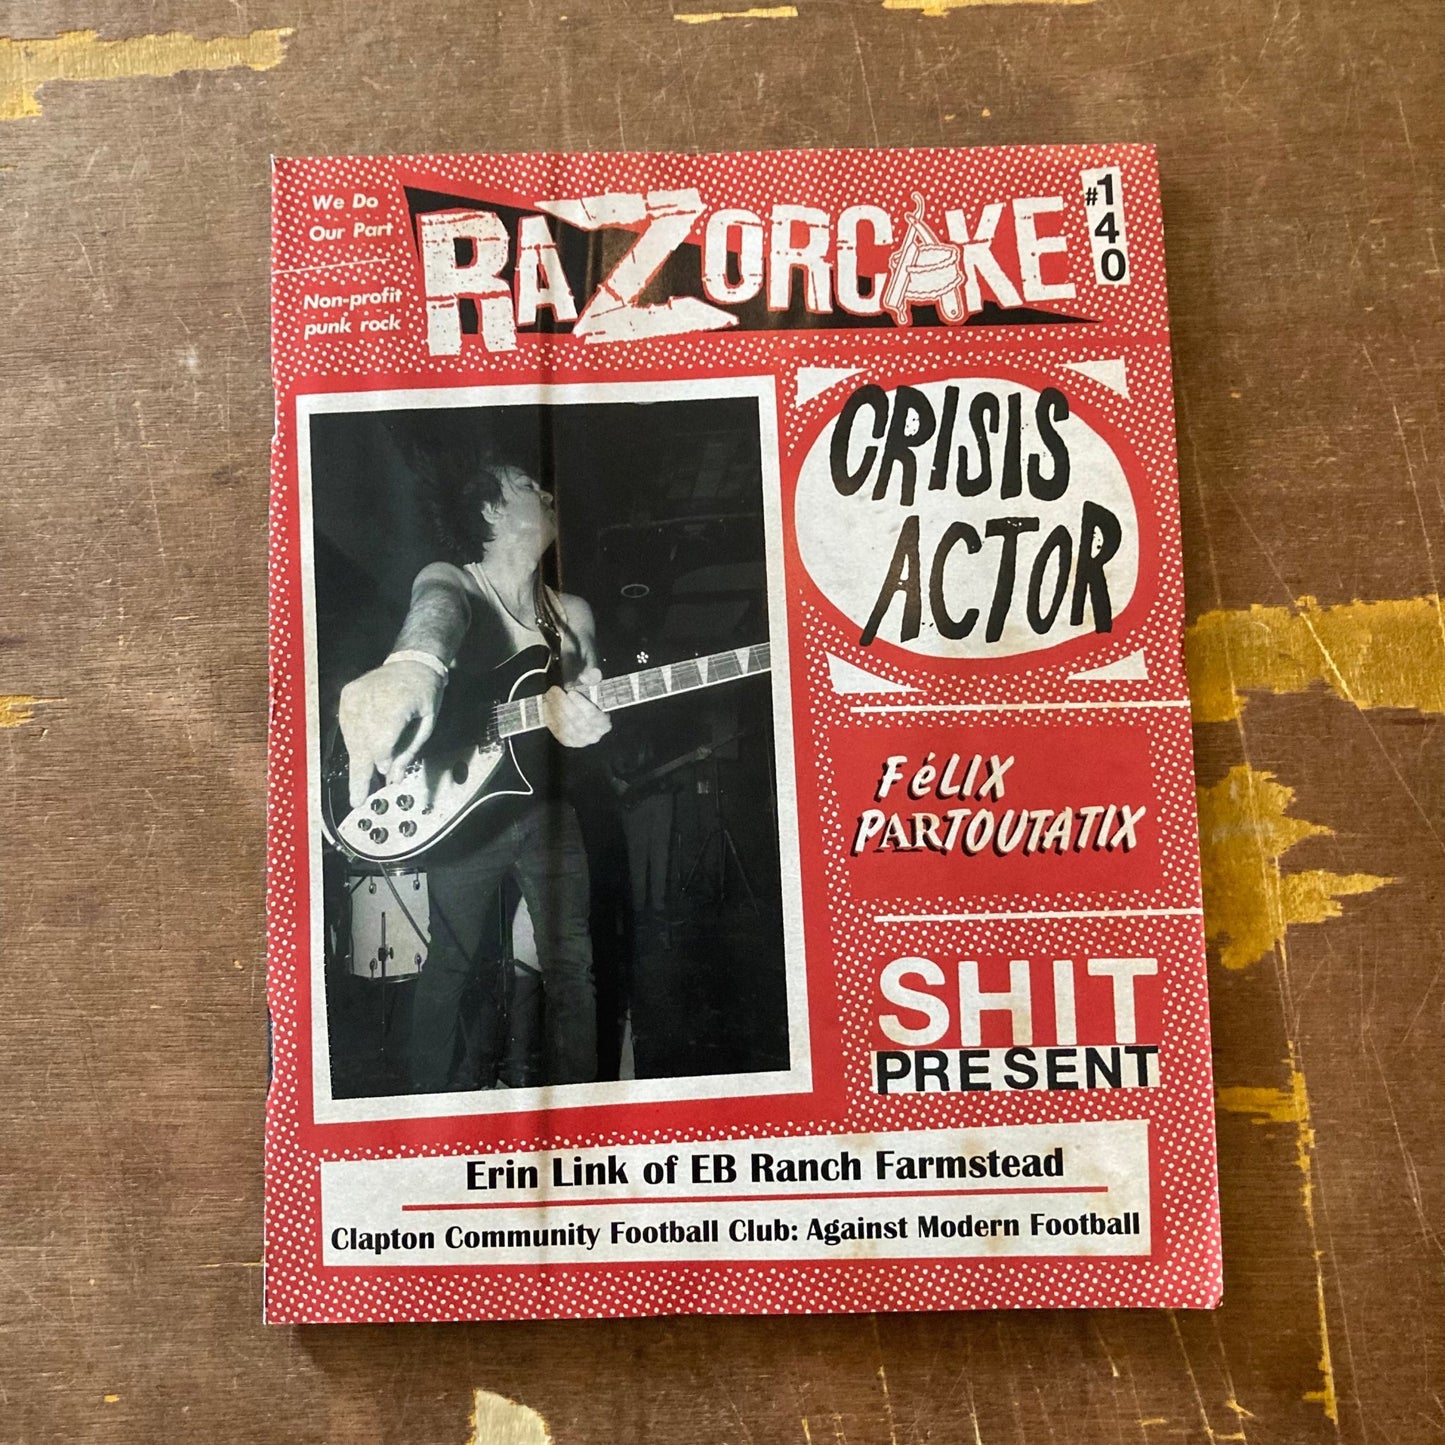 We Do
Our Part
Non-profit
punk rock
RAZORCAKE
#140
CRISIS
ACTOR
FéLIX
PARTOUTATIX
SHIT
PRESENT
Erin Link of EB Ranch Farmstead
Clapton Community Football Club: Against Modern Football